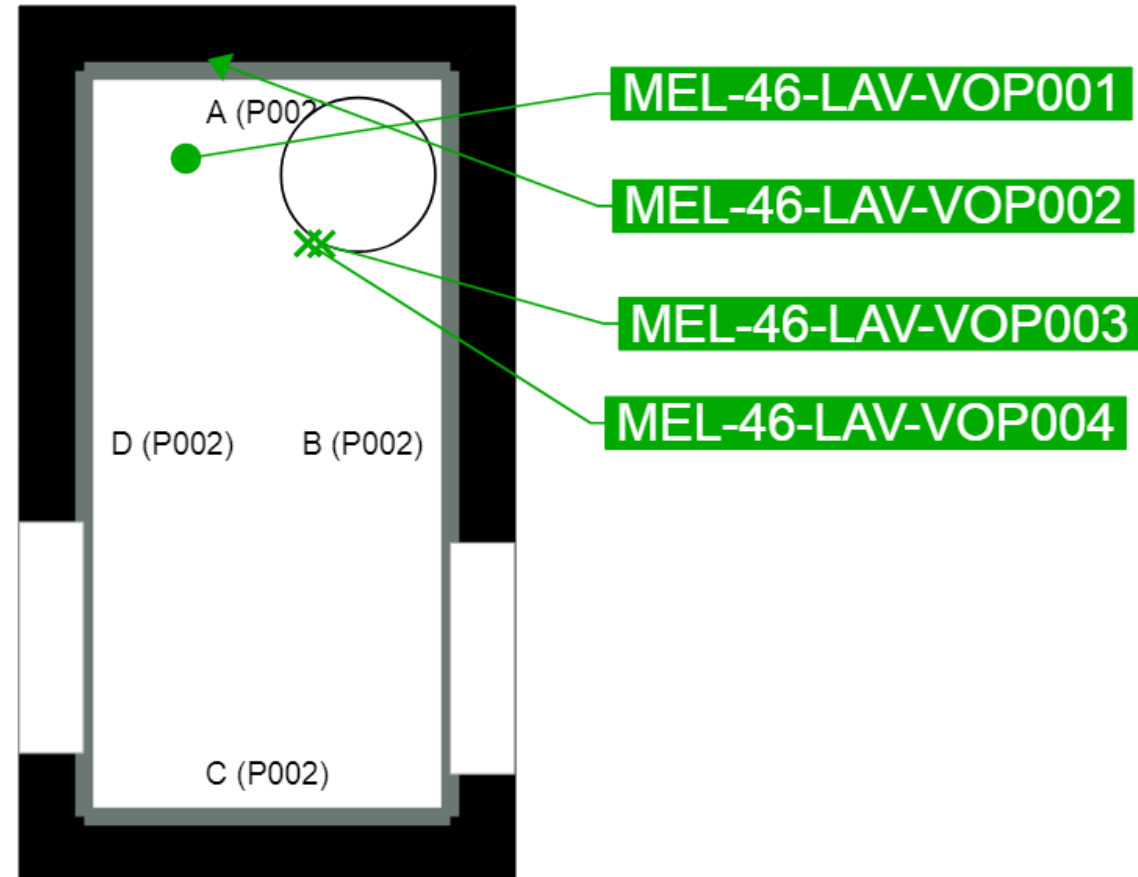 MEL-46-LAV-VOP001
A (P002
MEL-46-LAV-VOP002
MEL-46-LAV-VOP003
MEL-46-LAV-VOP004
D (P002)
B (P002)
C (P002)